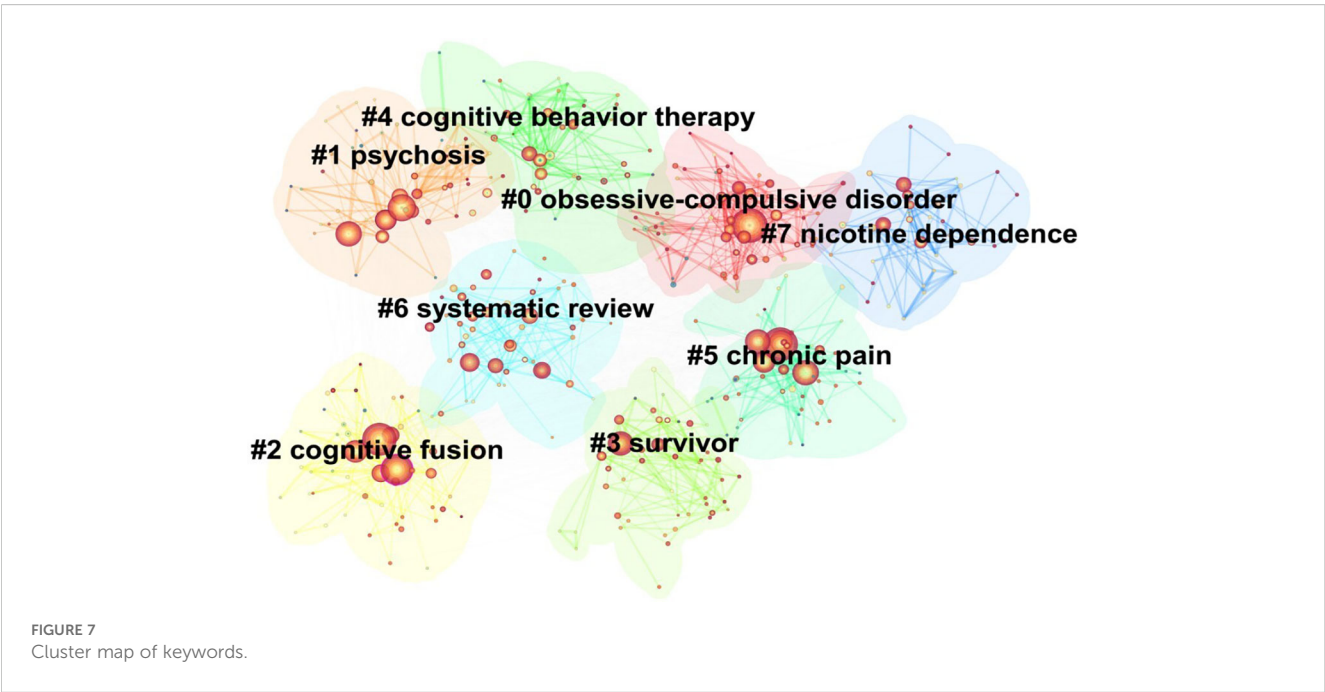 #4 cognitive behavior therapy
#1 psychosis
#0 obsessive-compulsive disorder
#7 nicotine dependence
#6 systematic review
#5 chronic pain
#3 survivor
#2 cognitive fusion
FIGURE 7
Cluster map of keywords.